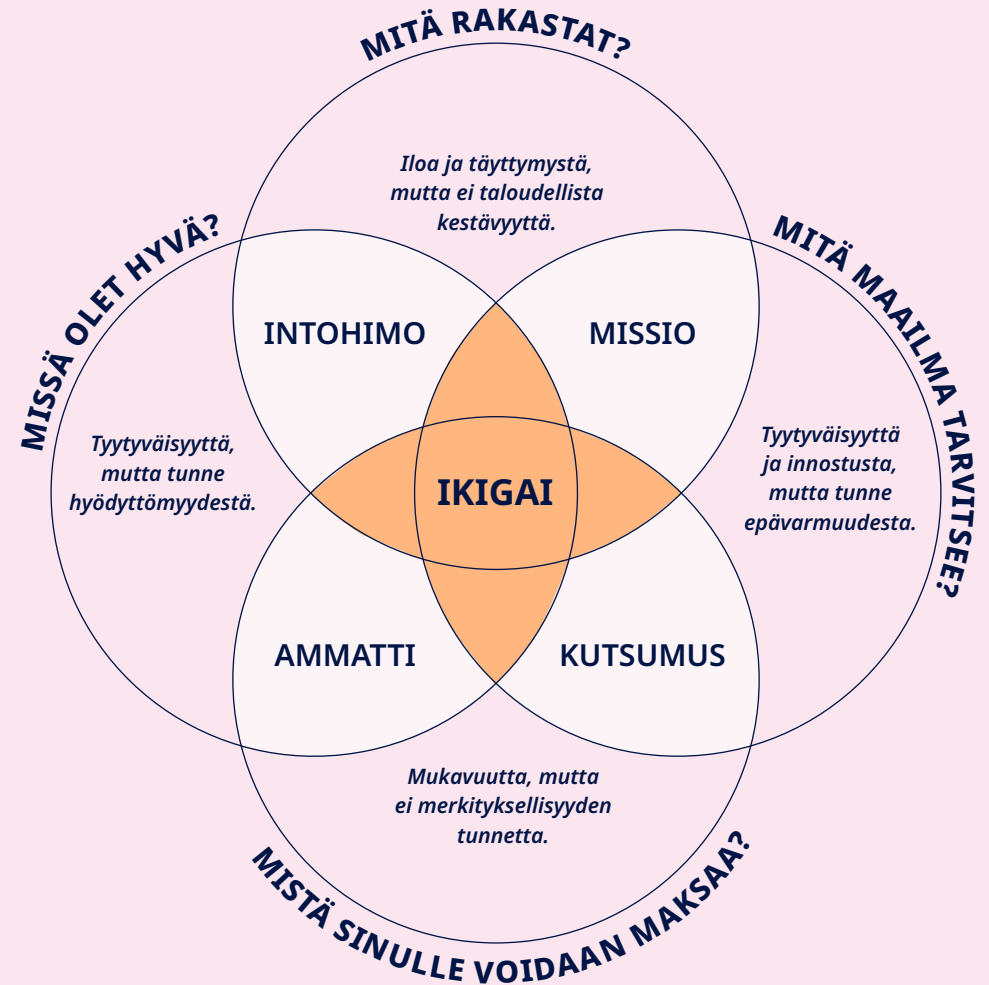 MITÄ RAKASTAT?
Iloa ja täyttymystä,
mutta ei taloudellista
kestävyyttä.
MISSÄ OLET HYVÄ?
MITÄ MAAILMA TARVITSEE?
INTOHIMO
MISSIO
Tyytyväisyyttä,
mutta tunne
hyödyttömyydestä.
IKIGAI
Tyytyväisyyttä
ja innostusta,
mutta tunne
epävarmuudesta.
AMMATTI
KUTSUMUS
Mukavuutta, mutta
ei merkityksellisyyden
tunnetta.
MISTÄ SINULLE VOIDAAN MAKSAA?